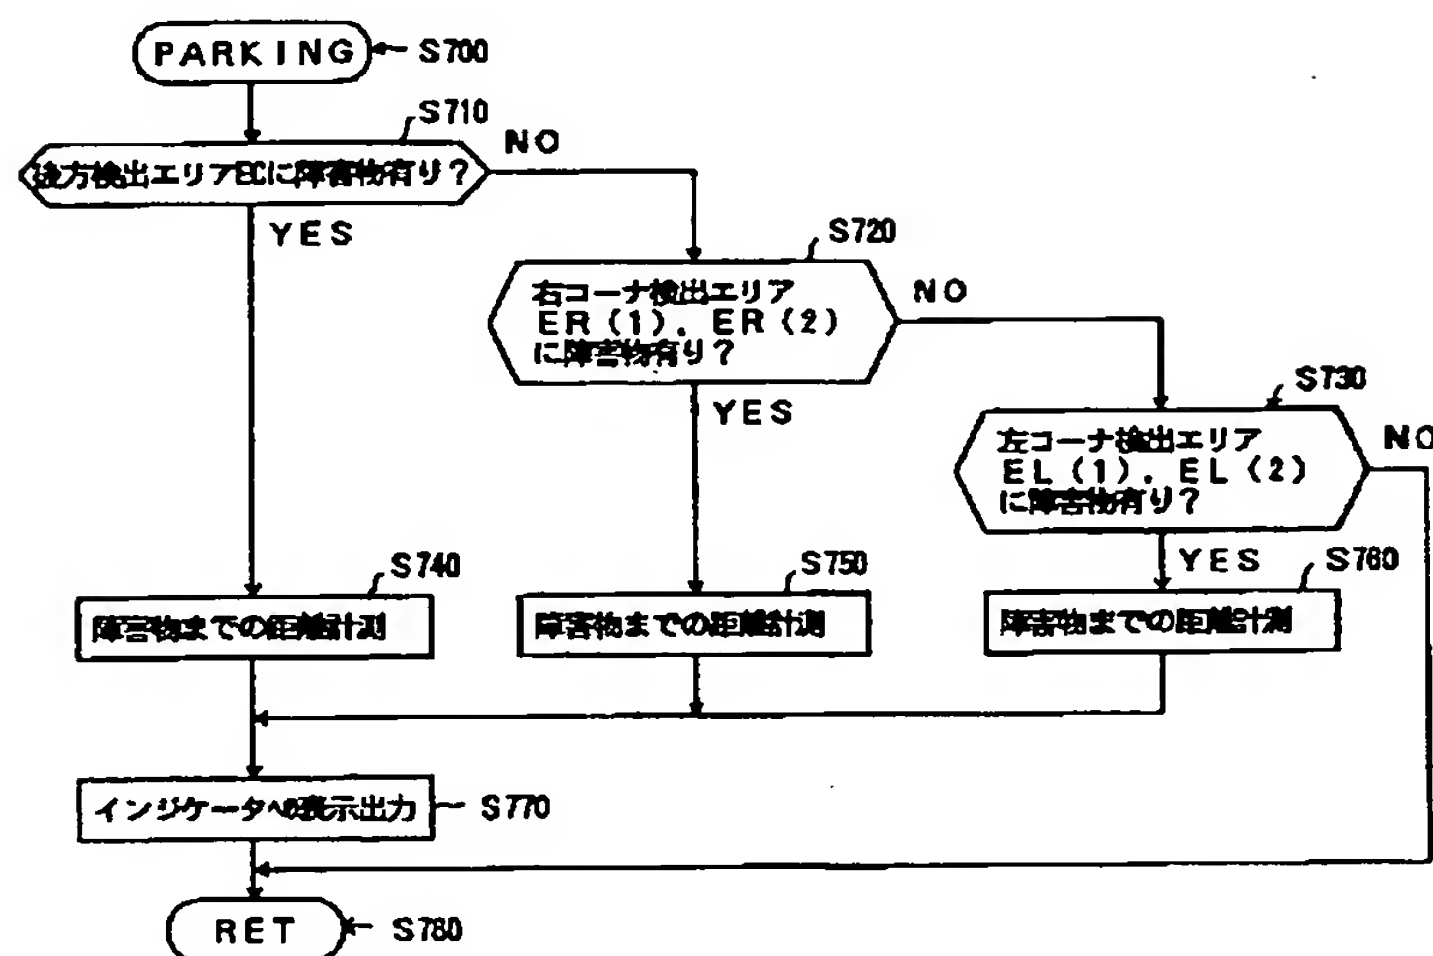 PARKING
S700
S710
後方検出エリアECに障害物有り?
NO
YES
S720
右コーナ検出エリア
ER(1). ER(2)
に障害物有り?
NO
YES
S730
左コーナ検出エリア
EL(1). EL(2)
に障害物有り?
NO
YES
S740
障害物までの距離計測
S750
障害物までの距離計測
S760
障害物までの距離計測
インジケータへの表示出力
S770
RET
S780